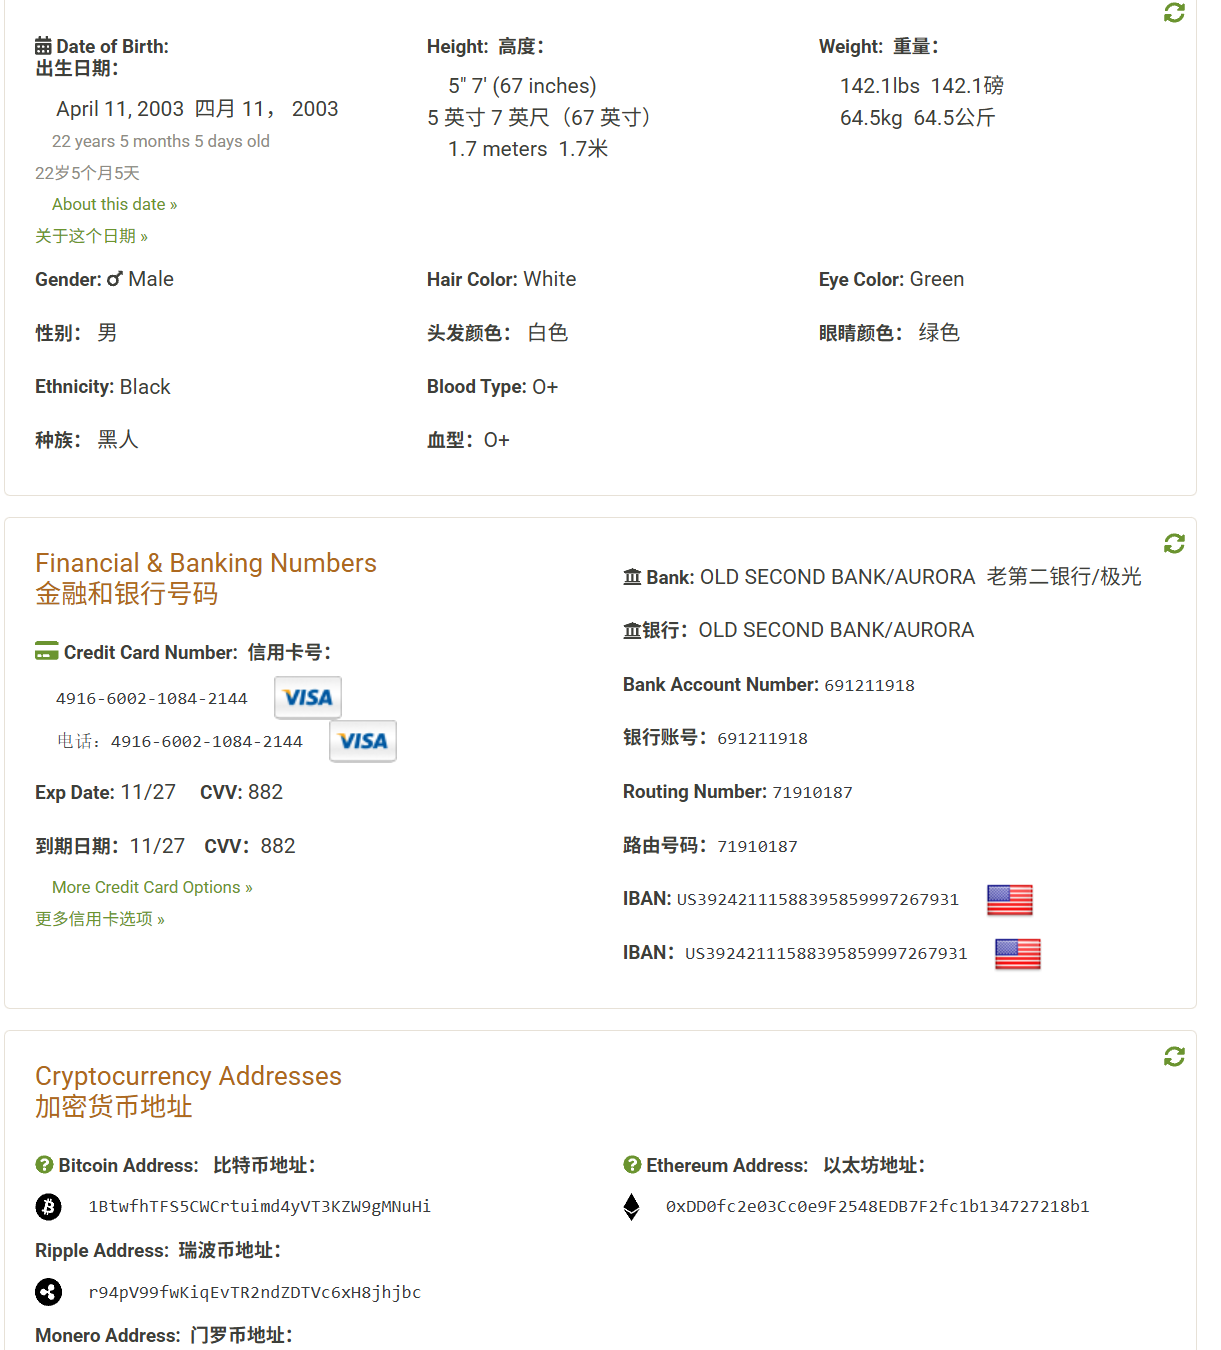 Date of Birth:
出生日期：
April 11, 2003 四月 11， 2003
22 years 5 months 5 days old
22岁5个月5天
About this date »
关于这个日期 »
Height: 高度：
5" 7' (67 inches)
5 英寸 7 英尺（67 英寸）
1.7 meters 1.7米
Weight: 重量：
142.1lbs 142.1磅
64.5kg 64.5公斤
Gender: ♂ Male
Hair Color: White
Eye Color: Green
性别： 男
头发颜色： 白色
眼睛颜色： 绿色
Ethnicity: Black
Blood Type: O+
种族： 黑人
血型：O+
Financial & Banking Numbers
金融和银行号码
Credit Card Number: 信用卡号：
4916-6002-1084-2144 VISA
电话：4916-6002-1084-2144 VISA
Exp Date: 11/27 CVV: 882
到期日期：11/27 CVV：882
More Credit Card Options »
更多信用卡选项 »
Bank: OLD SECOND BANK/AURORA 老第二银行/极光
银行：OLD SECOND BANK/AURORA
Bank Account Number: 691211918
银行账号：691211918
Routing Number: 71910187
路由号码：71910187
IBAN: US39242111588395859997267931
IBAN：US39242111588395859997267931
Cryptocurrency Addresses
加密货币地址
Bitcoin Address: 比特币地址：
1BtwfhTFS5CWCrtuimd4yVT3KZW9gMNuHi
Ethereum Address: 以太坊地址：
0xDD0fc2e03Cc0e9F2548EDB7F2fc1b134727218b1
Ripple Address: 瑞波币地址：
r94pV99fwKiqEvTR2ndZDTVc6xH8jhjbc
Monero Address: 门罗币地址：